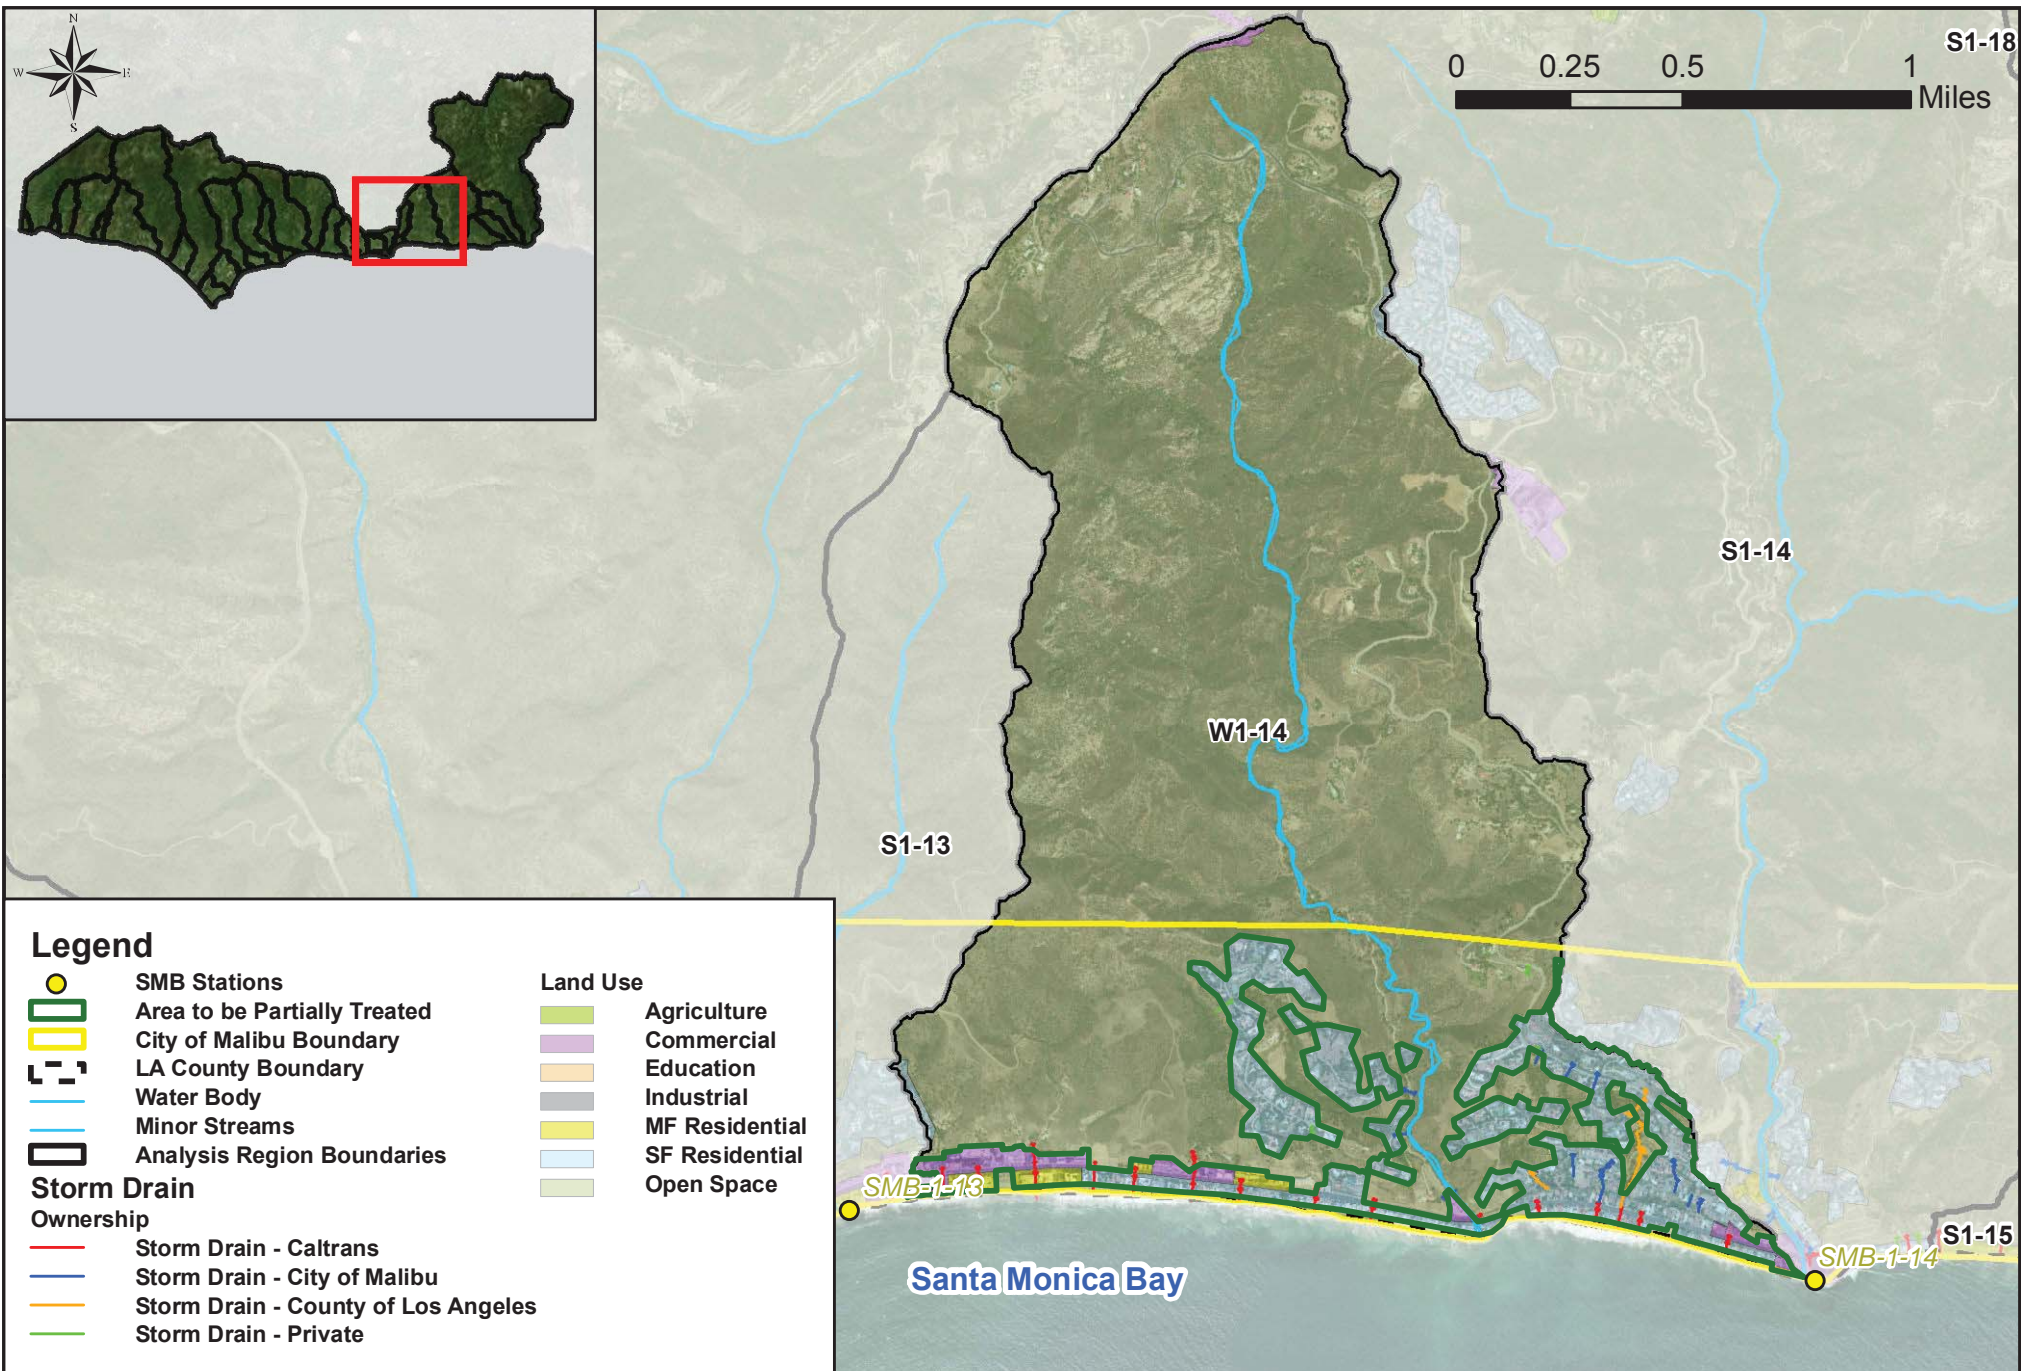 N
W E
S
S1-18
0 0.25 0.5 1
Miles
S1-14
W1-14
S1-13
Legend
SMB Stations
Area to be Partially Treated
City of Malibu Boundary
LA County Boundary
Water Body
Minor Streams
Analysis Region Boundaries
Storm Drain
Ownership
Storm Drain - Caltrans
Storm Drain - City of Malibu
Storm Drain - County of Los Angeles
Storm Drain - Private
Land Use
Agriculture
Commercial
Education
Industrial
MF Residential
SF Residential
Open Space
SMB-1-13
S1-15
SMB-1-14
Santa Monica Bay